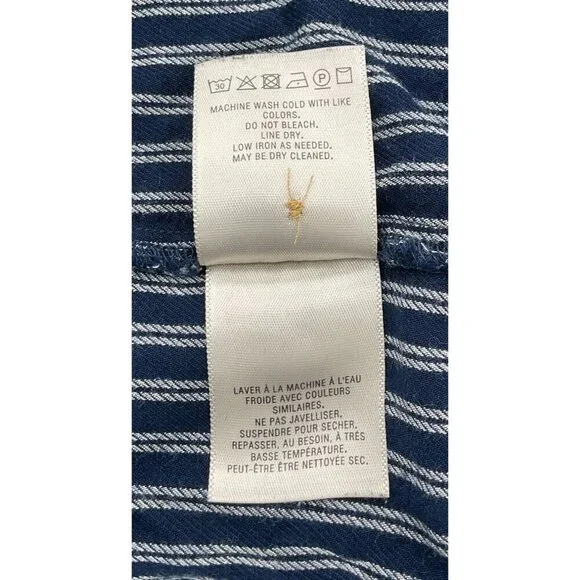 30
P
MACHINE WASH COLD WITH LIKE
COLORS.
DO NOT BLEACH.
LINE DRY.
LOW IRON AS NEEDED.
MAY BE DRY CLEANED.
LAVER À LA MACHINE À L'EAU
FROIDE AVEC COULEURS
SIMILAIRES.
NE PAS JAVELLISER,
SUSPENDRE POUR SECHER.
REPASSER, AU BESOIN, À TRÈS
BASSE TEMPÉRATURE.
PEUT-ÊTRE ÊTRE NETTOYÉE SEC.